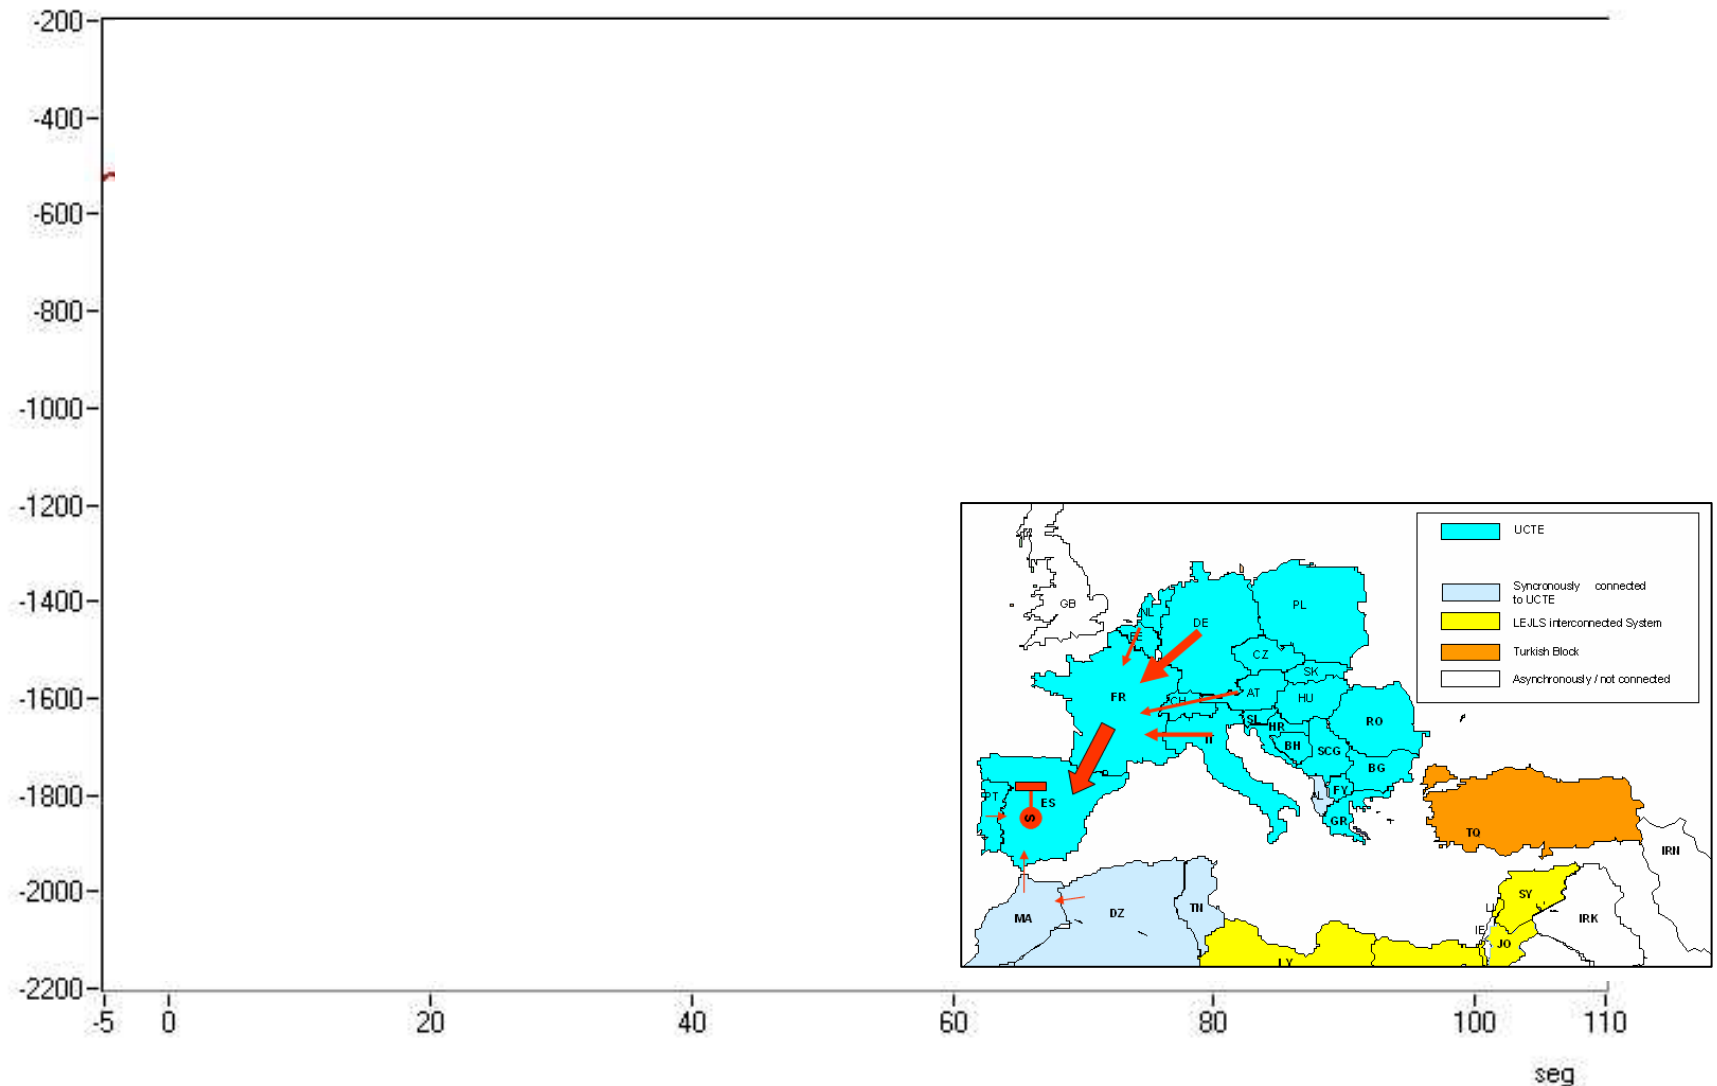 -200
-400
-600
-800
-1000
-1200
-1400
-1600
-1800
-2000
-2200
-5 0 20 40 60 80 100 110
seg
UCTE
Syncronously connected
to UCTE
LEJLS interconnected System
Turkish Block
Asynchronously / not connected
GB
NL
DE
PL
CZ
SK
FR
CH
AT
HU
SL
HR
RO
BH
SCG
BG
PT
ES
S
FY
GR
TQ
IRN
MA
DZ
TN
SY
IRK
JO
LY